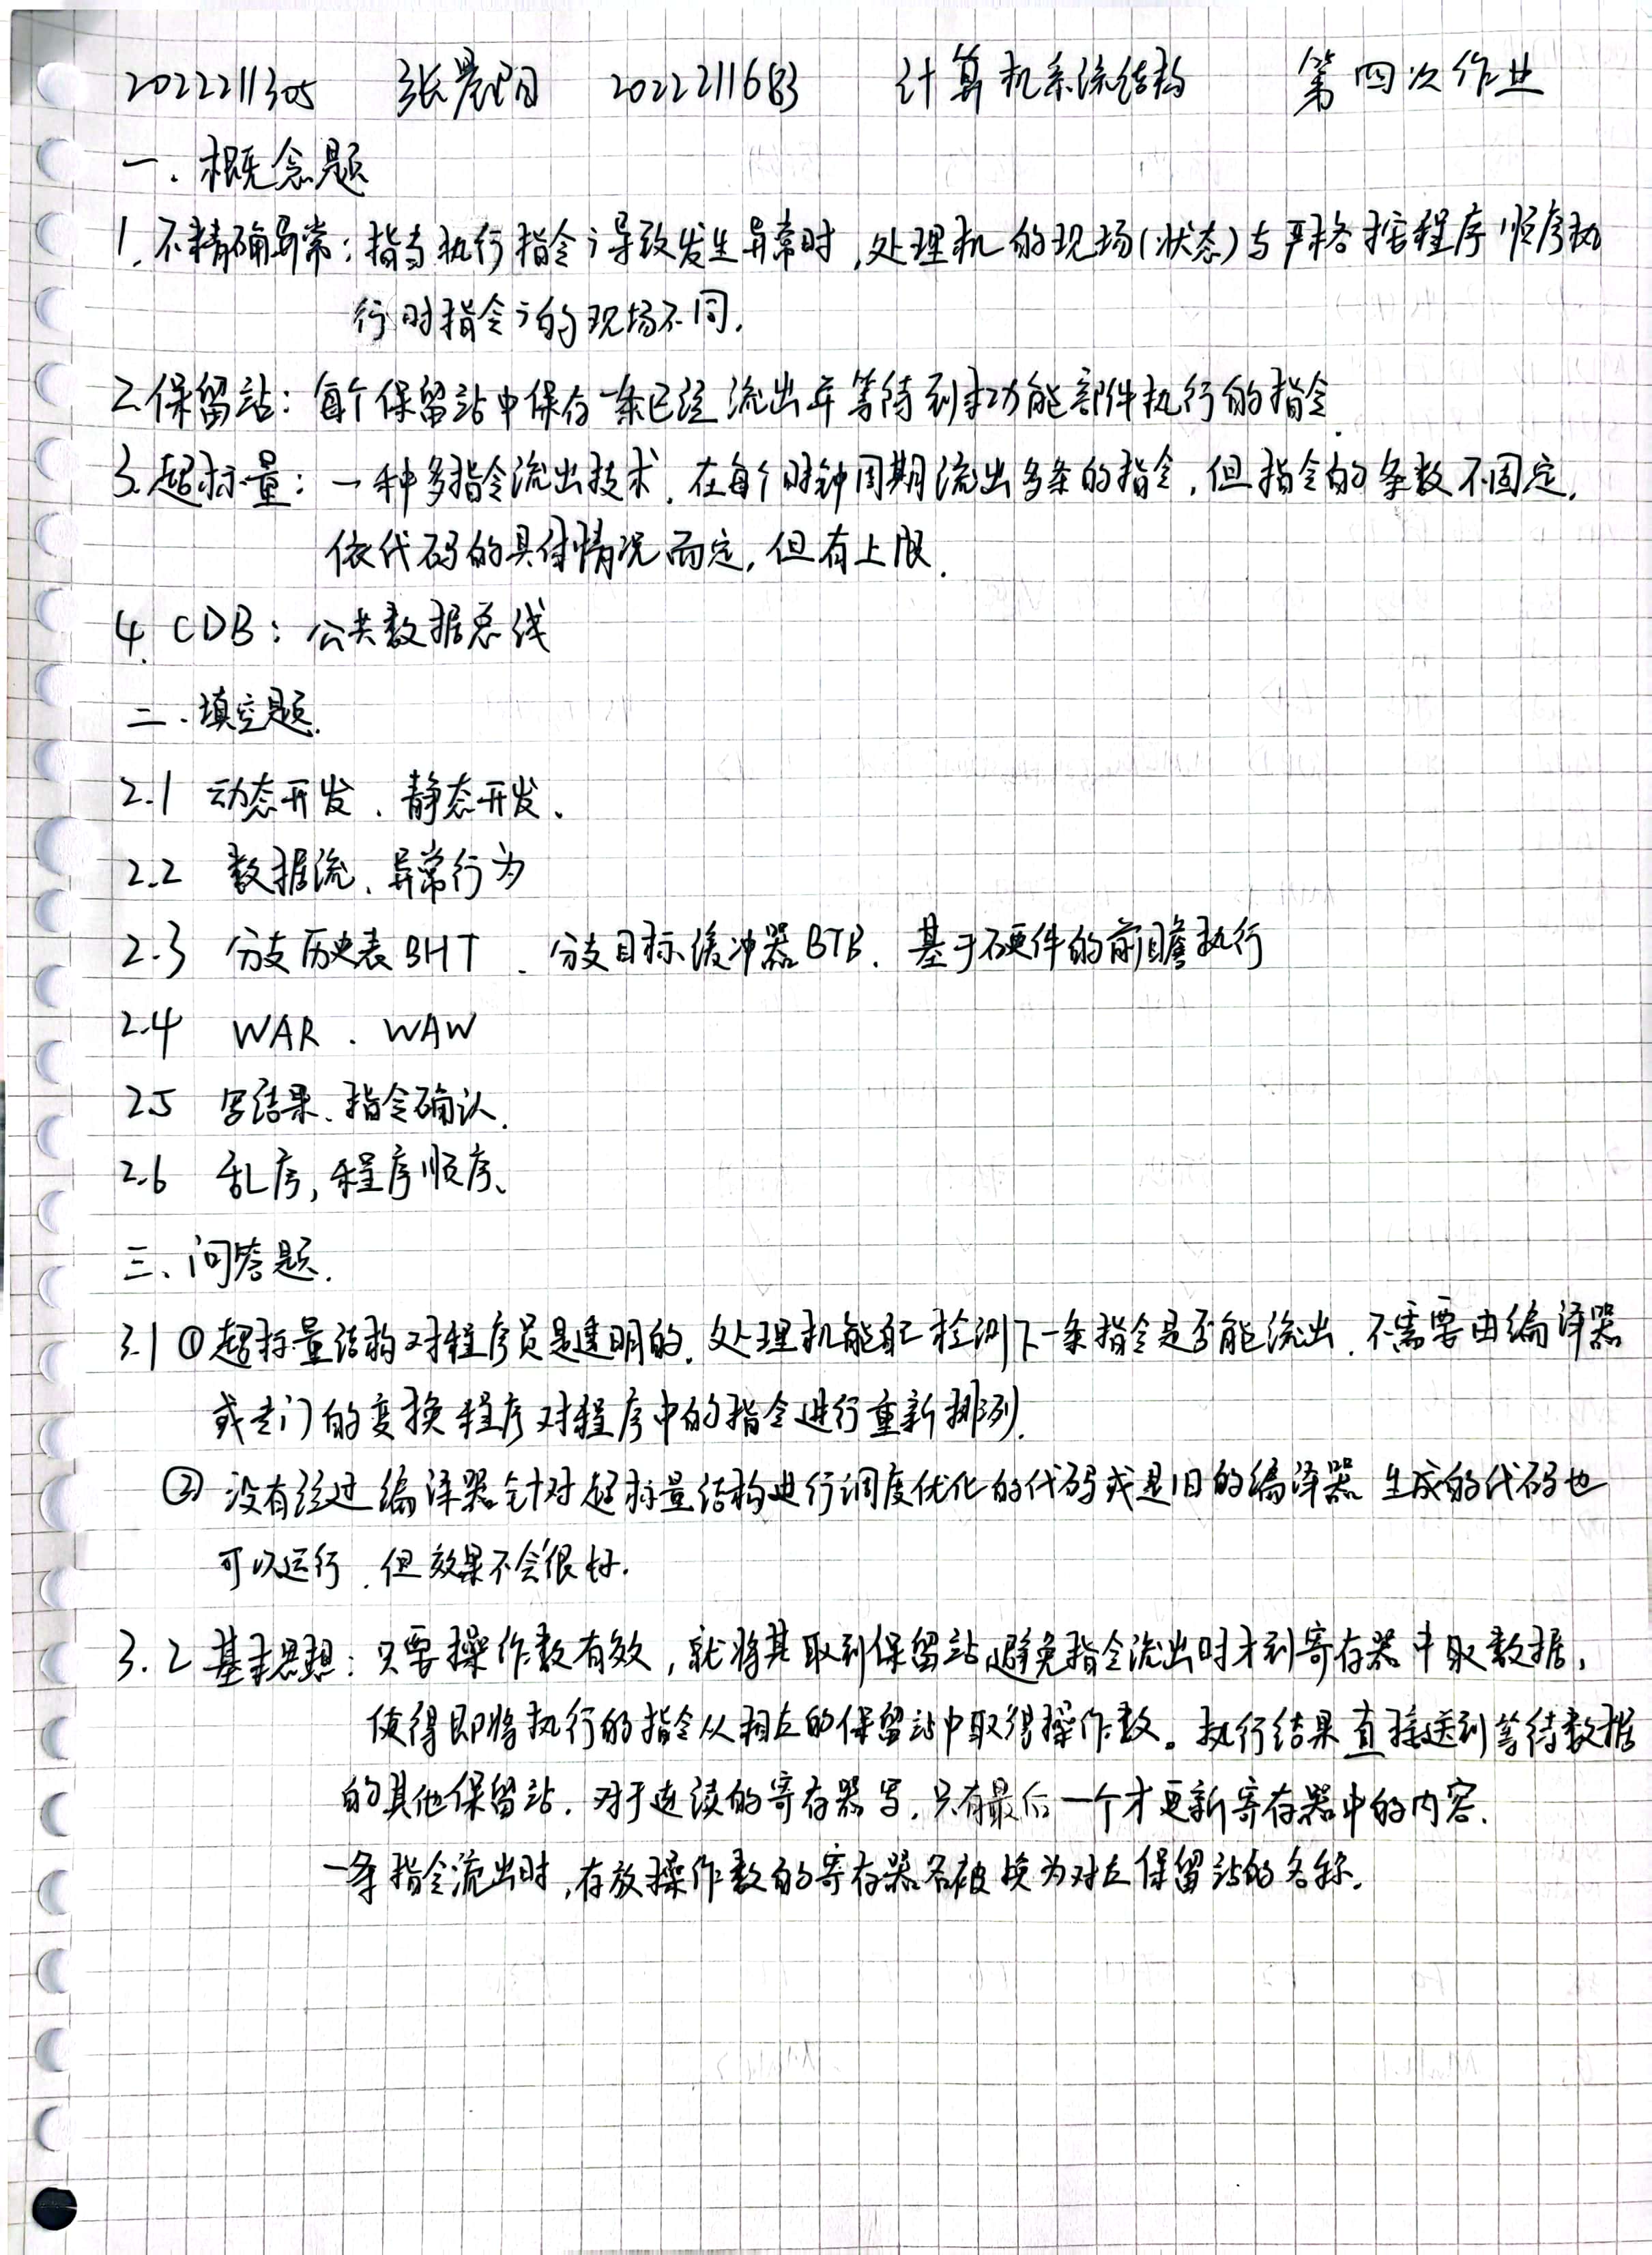 2022211305 张晨阳 2022211683 计算机系统结构 第四次作业
一. 概念题
1. 不精确异常：指当执行指令i导致发生异常时,处理机的现场(状态)与严格按程序顺序执
行时指令i的现场不同.
2.保留站：每个保留站中保存一条已经流出并等待到本功能部件执行的指令.
3.超标量：一种多指令流出技术. 在每个时钟周期流出多条的指令,但指令的条数不固定,
依代码的具体情况而定,但有上限.
4. CDB：公共数据总线
二. 填空题.
2.1 动态开发、静态开发.
2.2 数据流、异常行为
2.3 分支历史表BHT、分支目标缓冲器BTB、基于硬件的前瞻执行
2.4 WAR、WAW
2.5 写结果、指令确认.
2.6 乱序,程序顺序、
三、问答题.
3.1 ①超标量结构对程序员是透明的. 处理机能自己检测下一条指令是否能流出,不需要由编译器
或专门的变换程序对程序中的指令进行重新排列.
② 没有经过编译器针对超标量结构进行调度优化的代码或是旧的编译器生成的代码也
可以运行,但效果不会很好.
3.2 基本思想：只要操作数有效,就将其取到保留站,避免指令流出时才到寄存器中取数据,
使得即将执行的指令从相应的保留站中取得操作数。执行结果直接送到等待数据
的其他保留站. 对于连续的寄存器写,只有最后一个才更新寄存器中的内容.
一条指令流出时,存放操作数的寄存器名被换为对应保留站的名称.